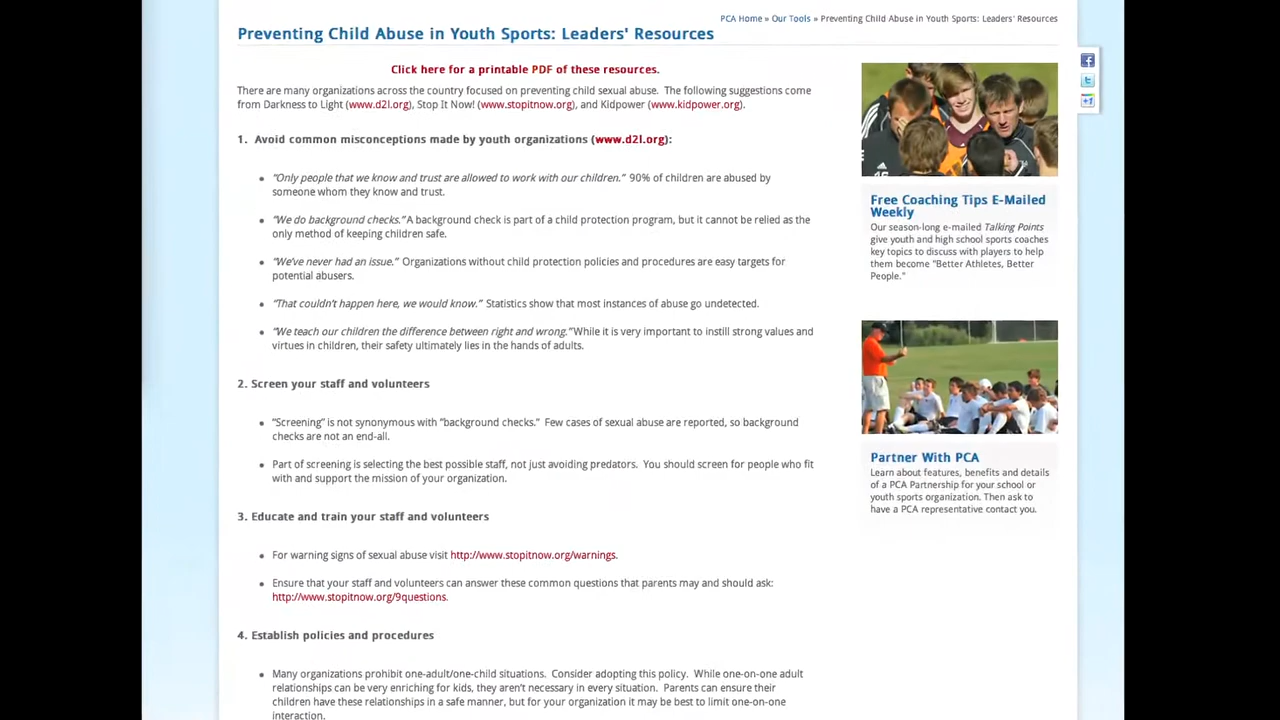 PCA Home » Our Tools » Preventing Child Abuse in Youth Sports: Leaders' Resources
Preventing Child Abuse in Youth Sports: Leaders' Resources
Click here for a printable PDF of these resources.
There are many organizations across the country focused on preventing child sexual abuse. The following suggestions come
from Darkness to Light (www.d2l.org), Stop It Now! (www.stopitnow.org), and Kidpower (www.kidpower.org).
1. Avoid common misconceptions made by youth organizations (www.d2l.org):
• "Only people that we know and trust are allowed to work with our children." 90% of children are abused by
someone whom they know and trust.
• "We do background checks." A background check is part of a child protection program, but it cannot be relied as the
only method of keeping children safe.
• "We've never had an issue." Organizations without child protection policies and procedures are easy targets for
potential abusers.
• "That couldn't happen here, we would know." Statistics show that most instances of abuse go undetected.
• "We teach our children the difference between right and wrong." While it is very important to instill strong values and
virtues in children, their safety ultimately lies in the hands of adults.
2. Screen your staff and volunteers
• "Screening" is not synonymous with "background checks." Few cases of sexual abuse are reported, so background
checks are not an end-all.
• Part of screening is selecting the best possible staff, not just avoiding predators. You should screen for people who fit
with and support the mission of your organization.
3. Educate and train your staff and volunteers
• For warning signs of sexual abuse visit http://www.stopitnow.org/warnings.
• Ensure that your staff and volunteers can answer these common questions that parents may and should ask:
http://www.stopitnow.org/9questions.
4. Establish policies and procedures
• Many organizations prohibit one-adult/one-child situations. Consider adopting this policy. While one-on-one adult
relationships can be very enriching for kids, they aren't necessary in every situation. Parents can ensure their
children have these relationships in a safe manner, but for your organization it may be best to limit one-on-one
interaction.
Free Coaching Tips E-Mailed
Weekly
Our season-long e-mailed Talking Points
give youth and high school sports coaches
key topics to discuss with players to help
them become "Better Athletes, Better
People."
Partner With PCA
Learn about features, benefits and details
of a PCA Partnership for your school or
youth sports organization. Then ask to
have a PCA representative contact you.
f
t
+1